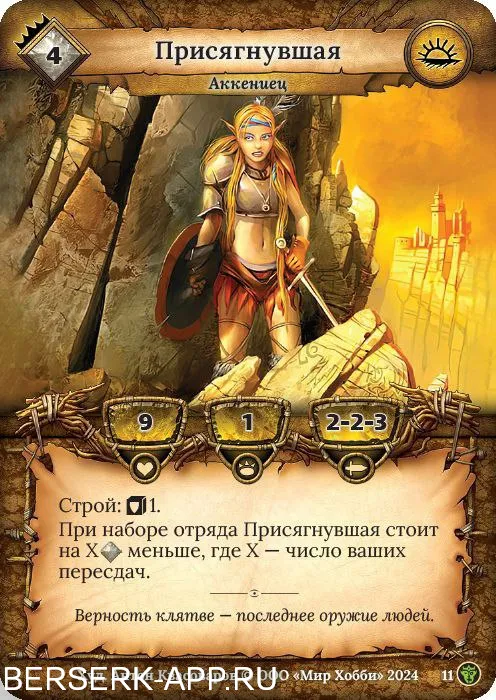 4
Присягнувшая
Аккениец
9
1
2-2-3
Строй: 1.
При наборе отряда Присягнувшая стоит
на X меньше, где X — число ваших
пересдач.
Верность клятве — последнее оружие людей.
© ООО «Мир Хобби» 2024 11
BERSERK-APP.RU